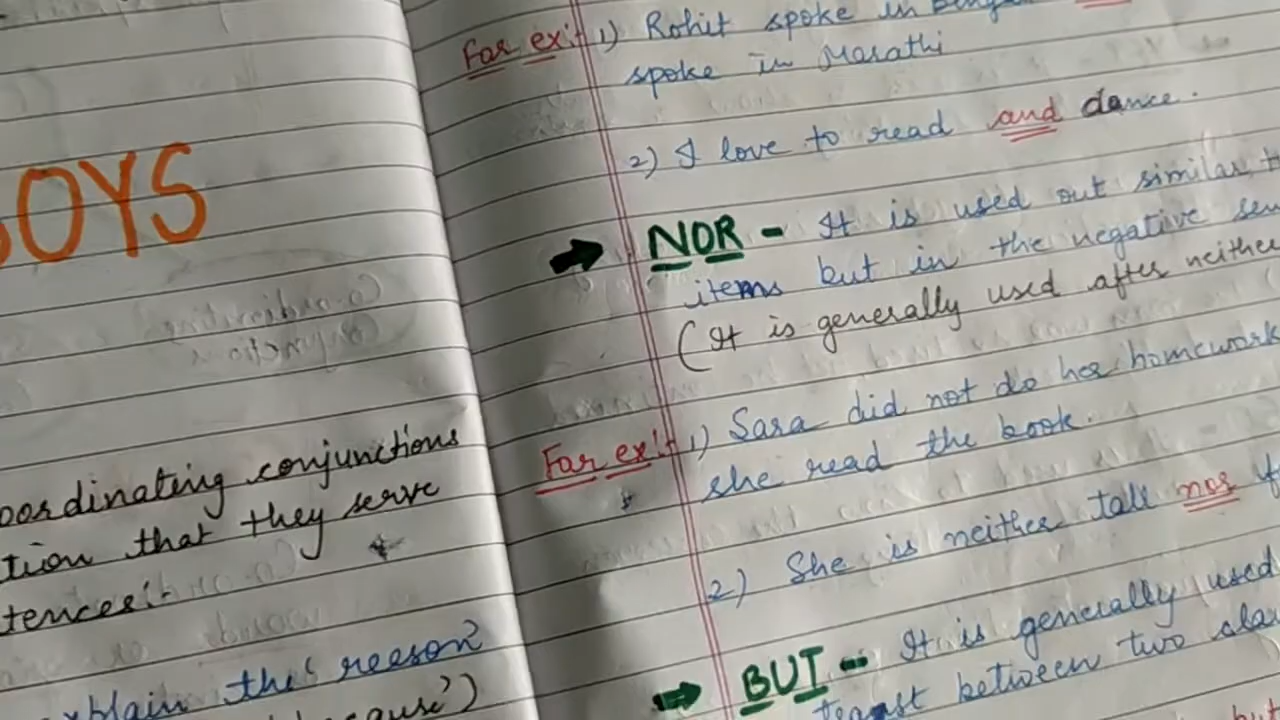 OYS
oordinating conjunctions
tion that they serve
tences:-
explain the reason
cause')
For ex:- 1) Rohit spoke in
spoke in Marathi
2) I love to read and dance.
NOR - It is used out similar
items but in the negative
(It is generally used after neither
For ex:- 1) Sara did not do her homework
she read the book.
2) She is neither tall nor
BUT - It is generally used
between two